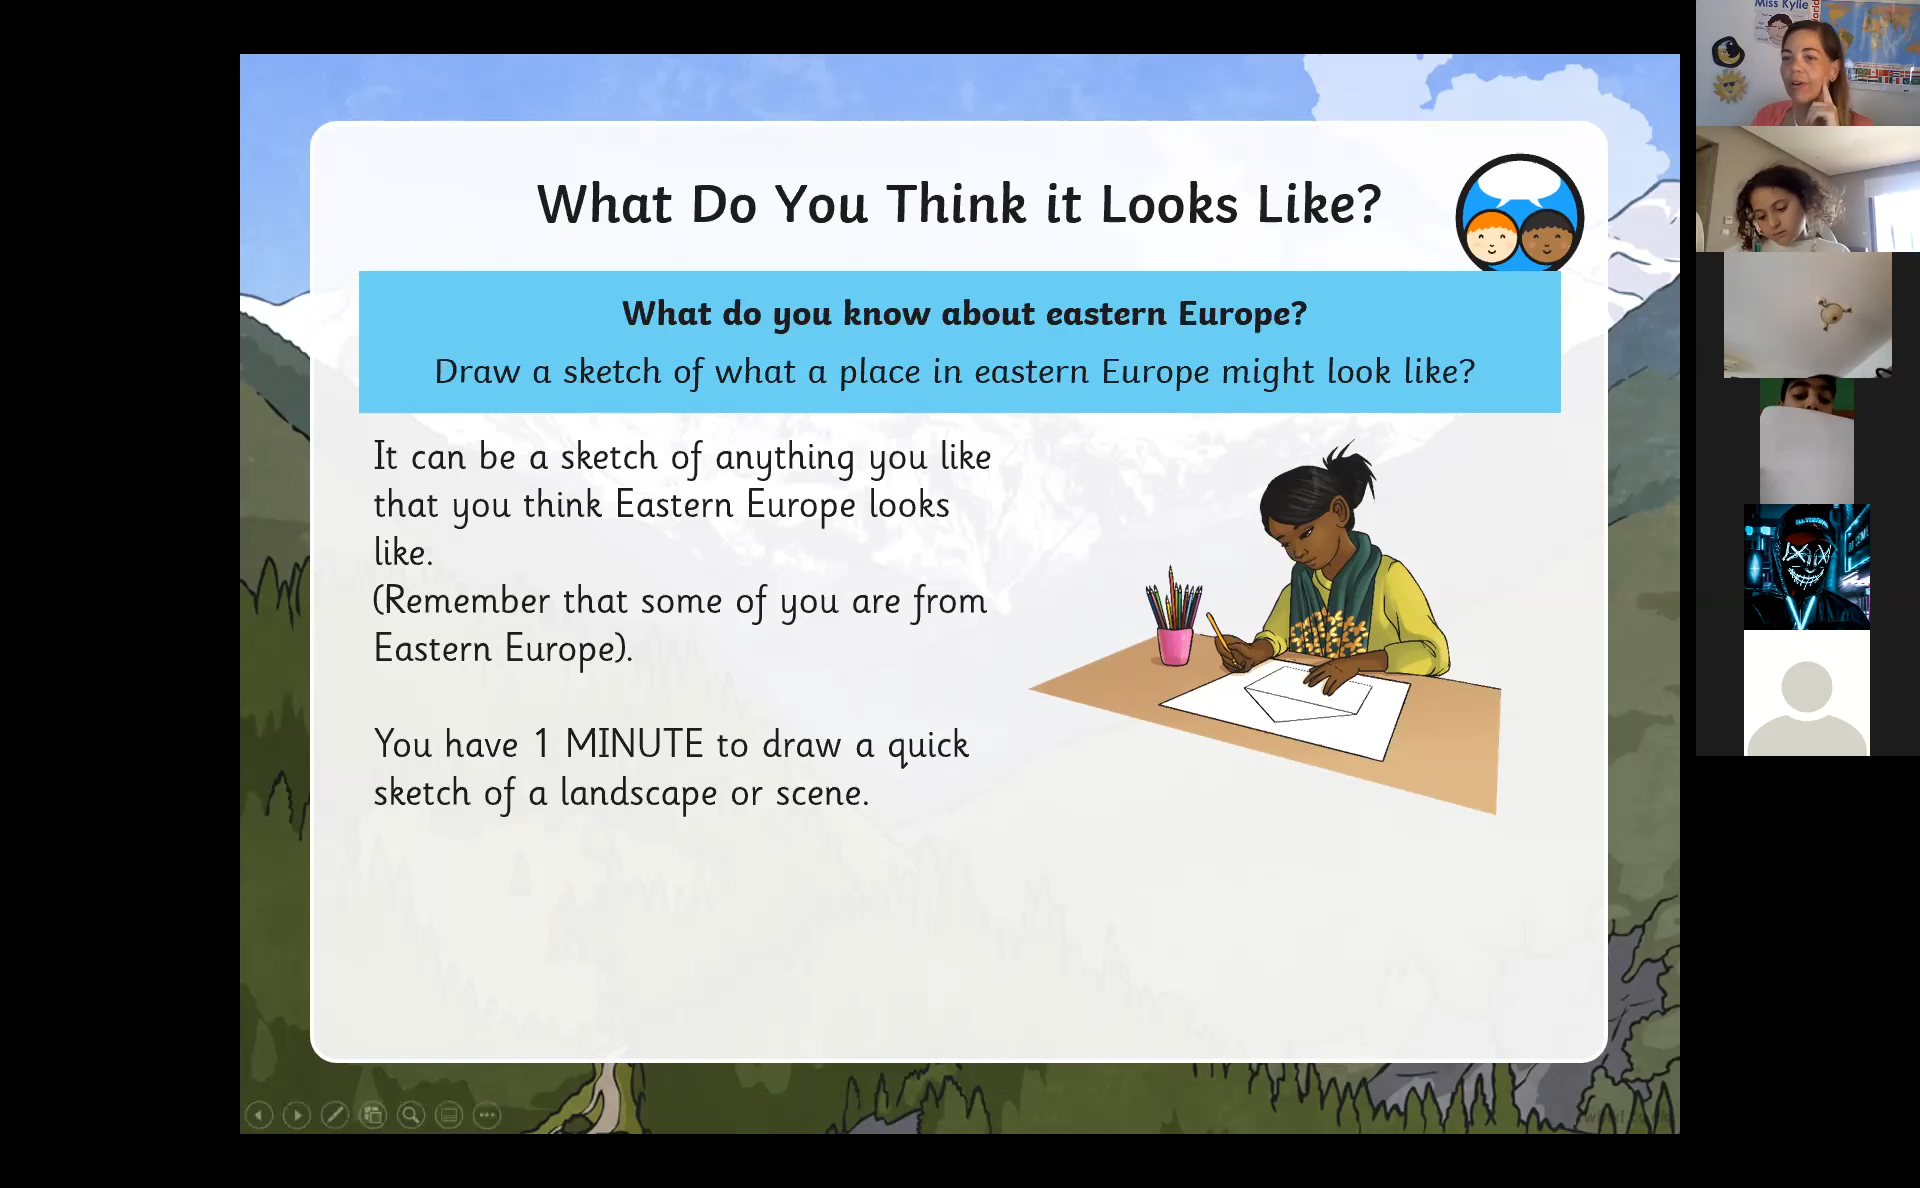 What Do You Think it Looks Like?
What do you know about eastern Europe?
Draw a sketch of what a place in eastern Europe might look like?
It can be a sketch of anything you like
that you think Eastern Europe looks
like.
(Remember that some of you are from
Eastern Europe).
You have 1 MINUTE to draw a quick
sketch of a landscape or scene.
Miss Kylie